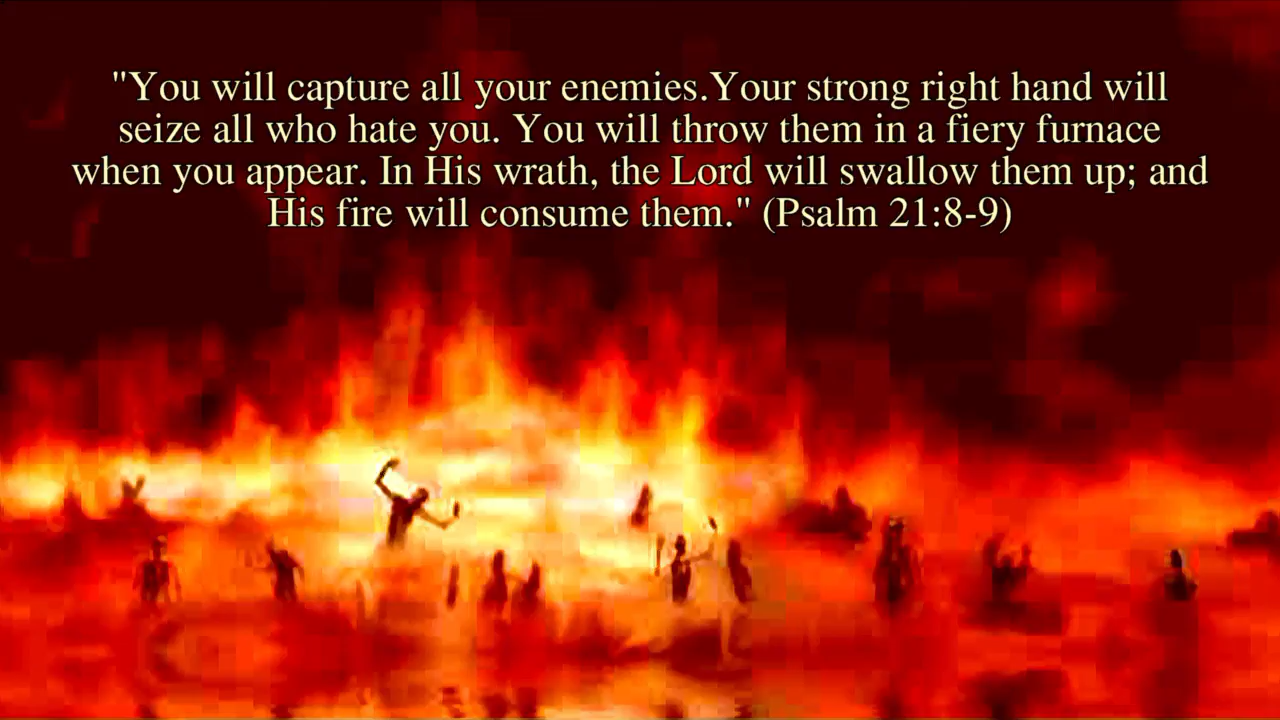 "You will capture all your enemies.Your strong right hand will
seize all who hate you. You will throw them in a fiery furnace
when you appear. In His wrath, the Lord will swallow them up; and
His fire will consume them." (Psalm 21:8-9)